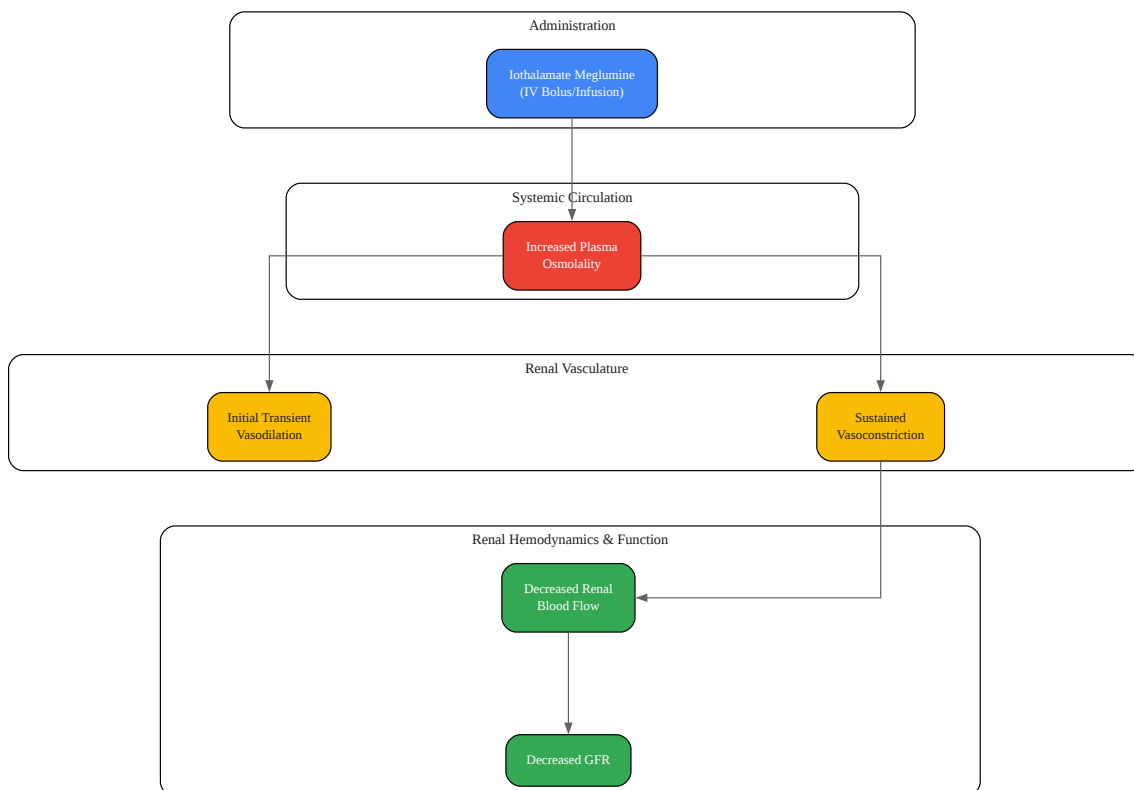 Administration
Iothalamate Meglumine
(IV Bolus/Infusion)
Systemic Circulation
Increased Plasma
Osmolality
Renal Vasculature
Initial Transient
Vasodilation
Sustained
Vasoconstriction
Renal Hemodynamics & Function
Decreased Renal
Blood Flow
Decreased GFR